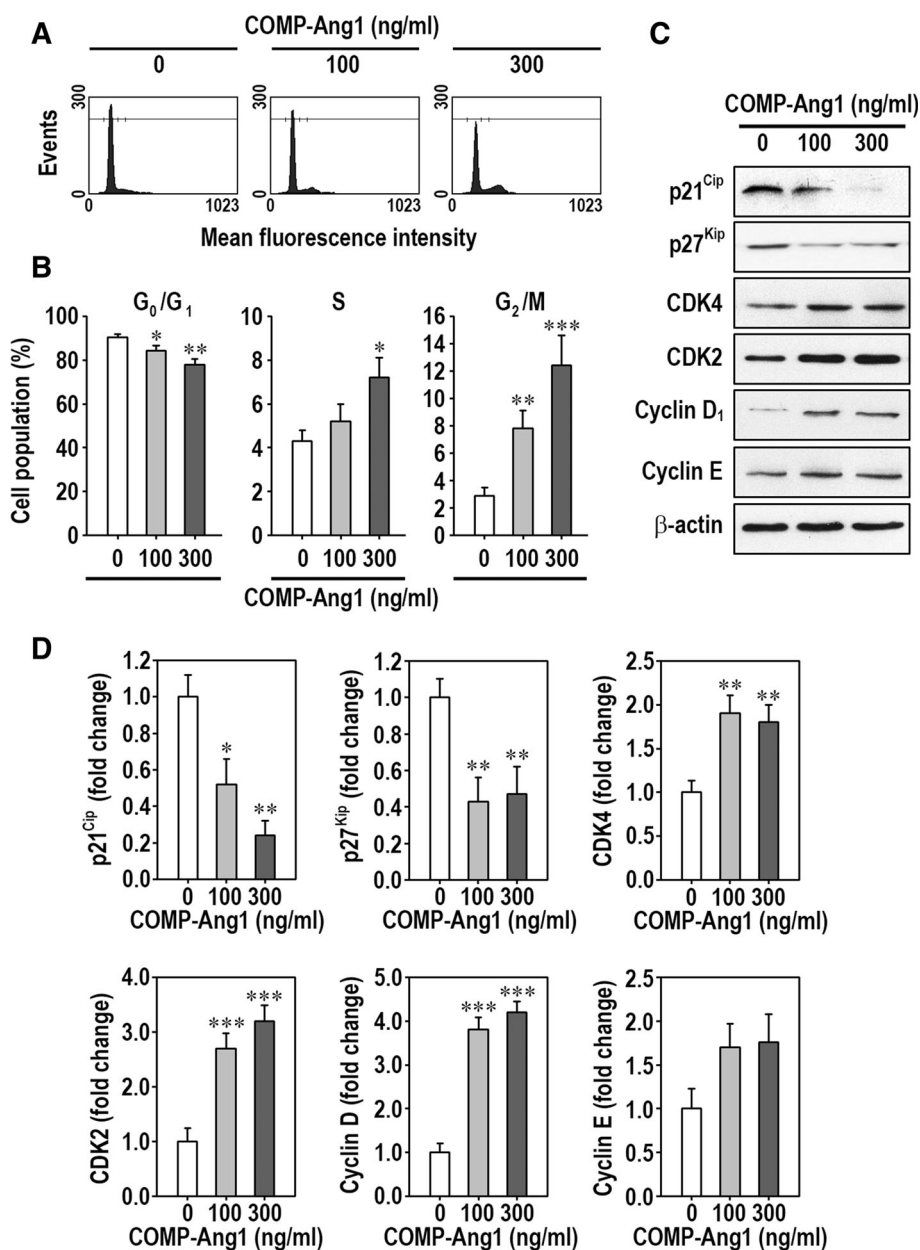 A
COMP-Ang1 (ng/ml)
0 100 300
Events
300
0
0 1023
0 1023
0 1023
Mean fluorescence intensity
B
G0/G1 S G2/M
Cell population (%)
100
80
60
40
20
0
* **
10
8
6
4
2
0
*
16
14
12
10
8
6
4
2
0
** ***
0 100 300
0 100 300
0 100 300
COMP-Ang1 (ng/ml)
C
COMP-Ang1 (ng/ml)
0 100 300
p21Cip
p27Kip
CDK4
CDK2
Cyclin D1
Cyclin E
β-actin
D
p21Cip (fold change)
1.2
1.0
0.8
0.6
0.4
0.2
0.0
* **
0 100 300
COMP-Ang1 (ng/ml)
p27Kip (fold change)
1.2
1.0
0.8
0.6
0.4
0.2
0.0
** **
0 100 300
COMP-Ang1 (ng/ml)
CDK4 (fold change)
2.5
2.0
1.5
1.0
0.5
0.0
** **
0 100 300
COMP-Ang1 (ng/ml)
CDK2 (fold change)
4.0
3.0
2.0
1.0
0.0
*** ***
0 100 300
COMP-Ang1 (ng/ml)
Cyclin D (fold change)
5.0
4.0
3.0
2.0
1.0
0.0
*** ***
0 100 300
COMP-Ang1 (ng/ml)
Cyclin E (fold change)
2.5
2.0
1.5
1.0
0.5
0.0
0 100 300
COMP-Ang1 (ng/ml)